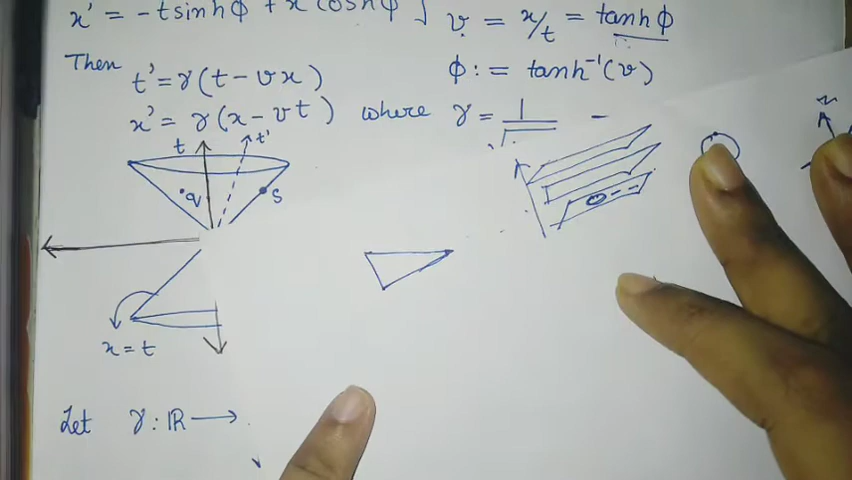 x' = -t sinh ϕ + x cosh ϕ
v = x/t = tanh ϕ
Then
t' = γ(t - vx)
ϕ := tanh⁻¹(v)
x' = γ(x - vt) where γ = 1/√
t t'
q s
x = t
Let γ : ℝ ⟶